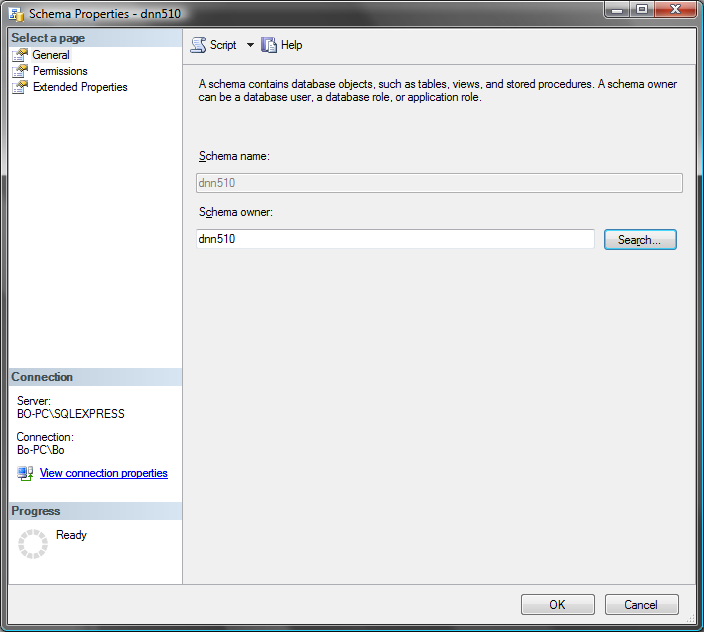 Schema Properties - dnn510
Select a page
General
Permissions
Extended Properties
Script
Help
A schema contains database objects, such as tables, views, and stored procedures. A schema owner
can be a database user, a database role, or application role.
Schema name:
dnn510
Schema owner:
dnn510
Search...
Connection
Server:
BO-PC\SQLEXPRESS
Connection:
Bo-PC\Bo
View connection properties
Progress
Ready
OK
Cancel